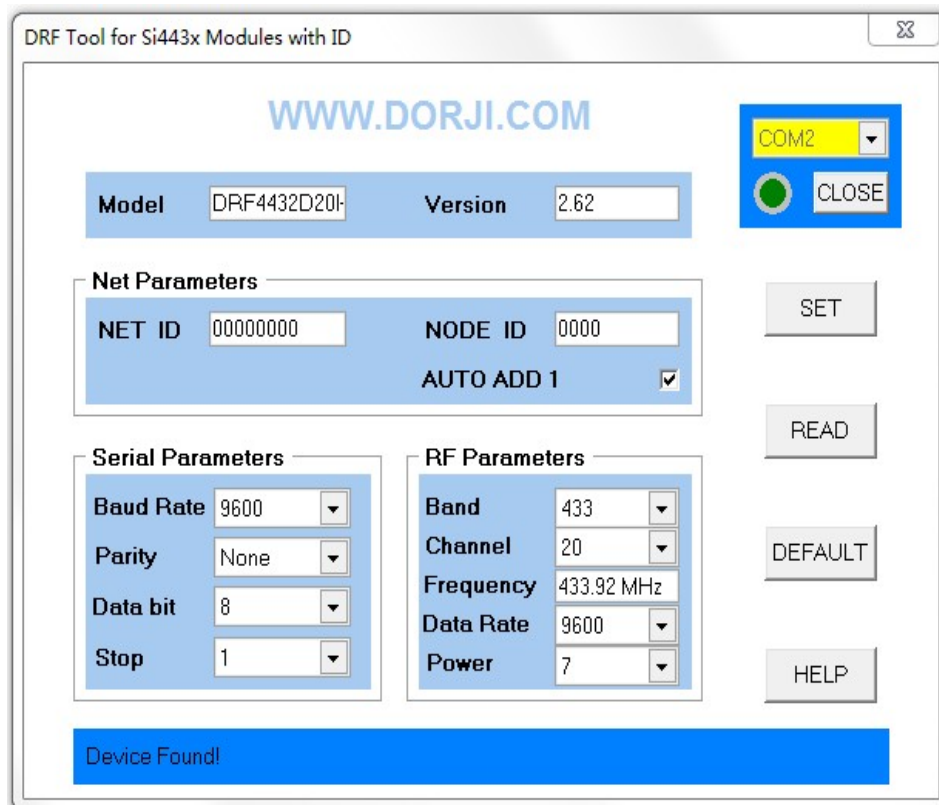 DRF Tool for Si443x Modules with ID
WWW.DORJI.COM
COM2
CLOSE
Model DRF4432D20 Version 2.62
Net Parameters
NET ID 00000000 NODE ID 0000
AUTO ADD 1
SET
READ
DEFAULT
HELP
Serial Parameters
Baud Rate 9600
Parity None
Data bit 8
Stop 1
RF Parameters
Band 433
Channel 20
Frequency 433.92 MHz
Data Rate 9600
Power 7
Device Found!